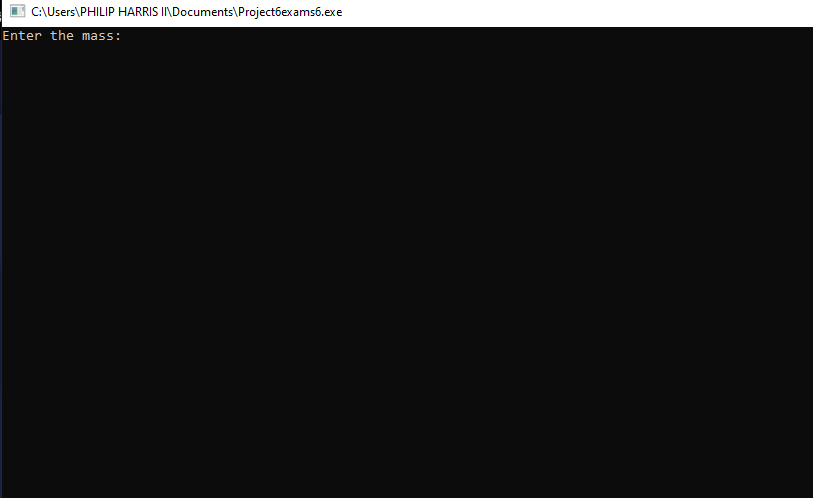 C:\Users\PHILIP HARRIS II\Documents\Project6exams6.exe
Enter the mass: